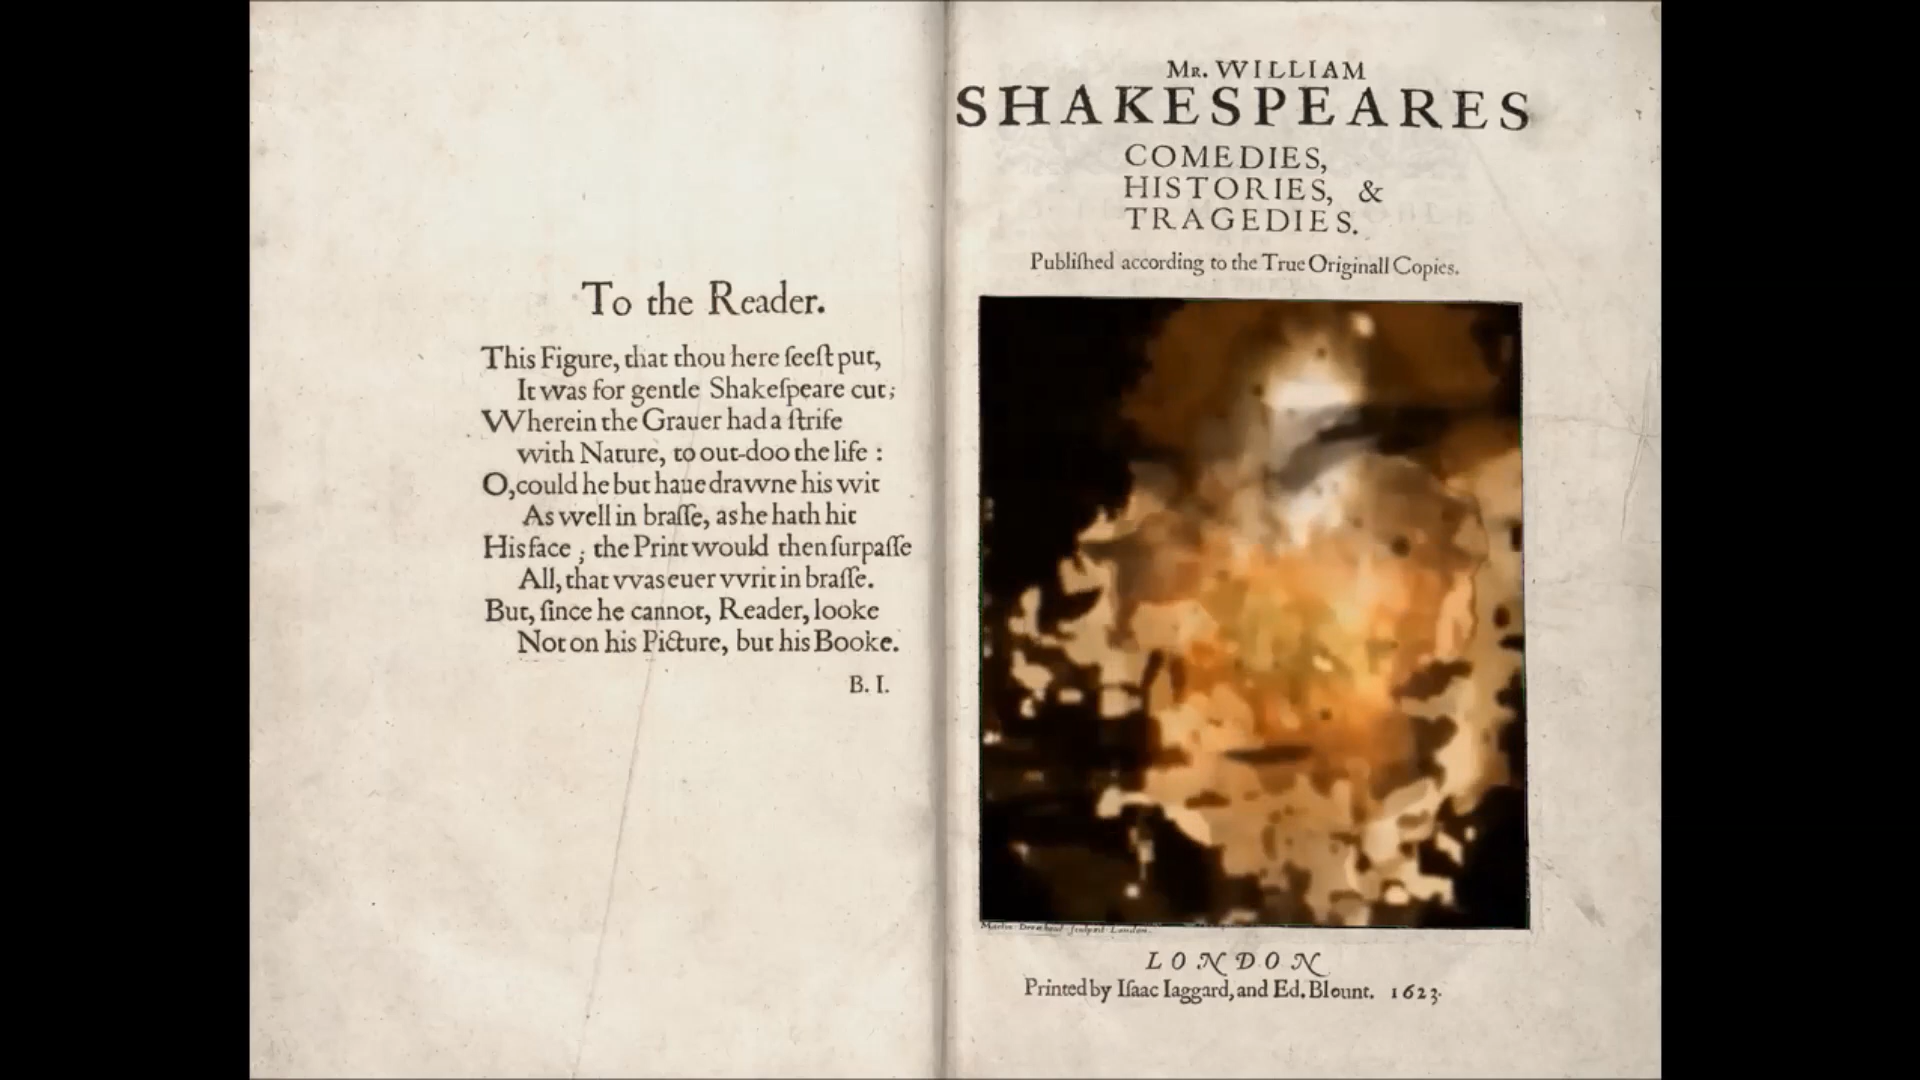 To the Reader.
This Figure, that thou here ſeeſt put,
It was for gentle Shakeſpeare cut;
Wherein the Grauer had a ſtrife
with Nature, to out-doo the life :
O, could he but haue drawne his wit
As well in braſſe, as he hath hit
His face ; the Print would then ſurpaſſe
All, that vvas euer vvrit in braſſe.
But, ſince he cannot, Reader, looke
Not on his Picture, but his Booke.
B. I.
Mr. WILLIAM
SHAKESPEARES
COMEDIES,
HISTORIES, &
TRAGEDIES.
Publiſhed according to the True Originall Copies.
Martin Droeshout ſculpsit London.
LONDON
Printed by Iſaac Iaggard, and Ed. Blount. 1623.